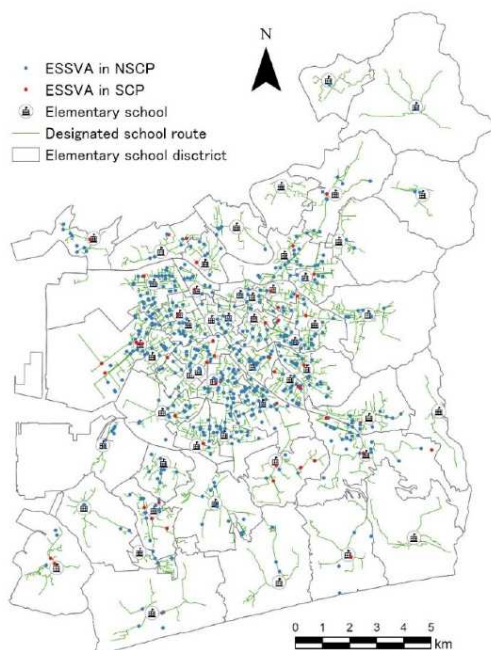 N
ESSVA in NSCP
ESSVA in SCP
Elementary school
Designated school route
Elementary school disctrict
0 1 2 3 4 5
km